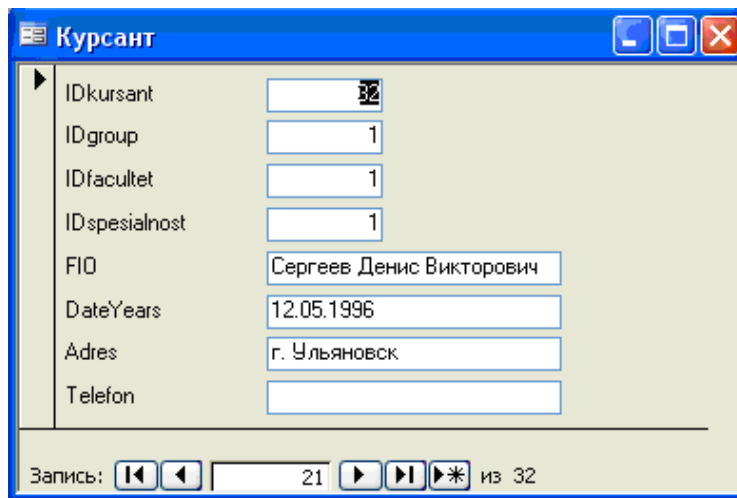 Курсант
IDkursant 32
IDgroup 1
IDfacultet 1
IDspesialnost 1
FIO Сергеев Денис Викторович
DateYears 12.05.1996
Adres г. Ульяновск
Telefon
Запись: 21 из 32